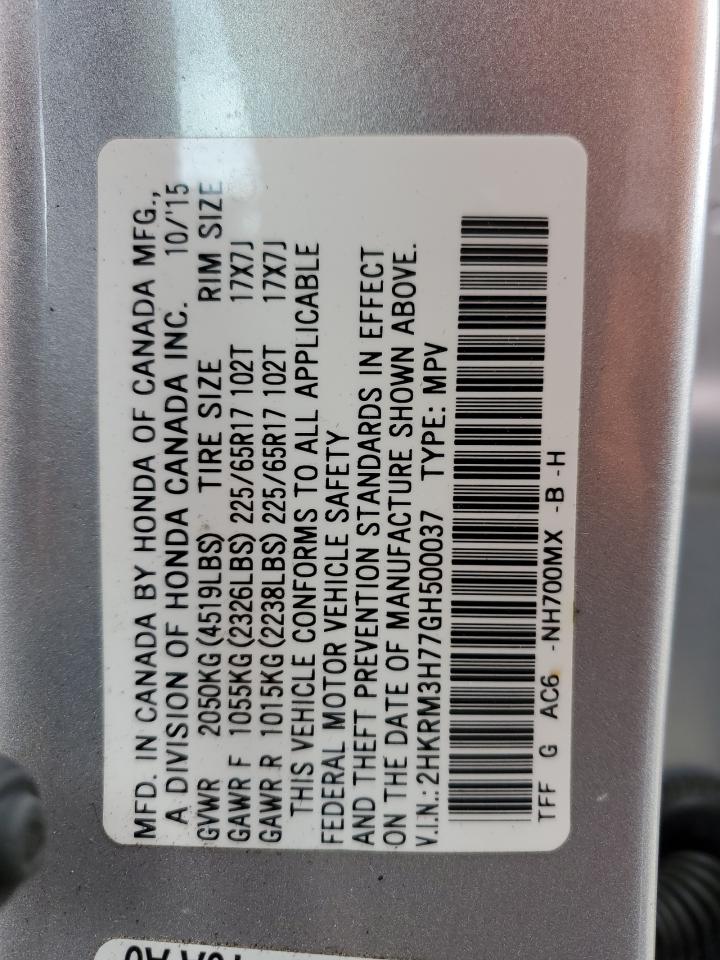 MFD. IN CANADA BY HONDA OF CANADA MFG.,
A DIVISION OF HONDA CANADA INC. 10/'15
GVWR 2050KG(4519LBS) TIRE SIZE RIM SIZE
GAWR F 1055KG(2326LBS) 225/65R17 102T 17X7J
GAWR R 1015KG(2238LBS) 225/65R17 102T 17X7J
THIS VEHICLE CONFORMS TO ALL APPLICABLE
FEDERAL MOTOR VEHICLE SAFETY
AND THEFT PREVENTION STANDARDS IN EFFECT
ON THE DATE OF MANUFACTURE SHOWN ABOVE.
V.I.N.: 2HKRM3H77GH500037 TYPE: MPV
TFF G AC6 -NH700MX -B -H